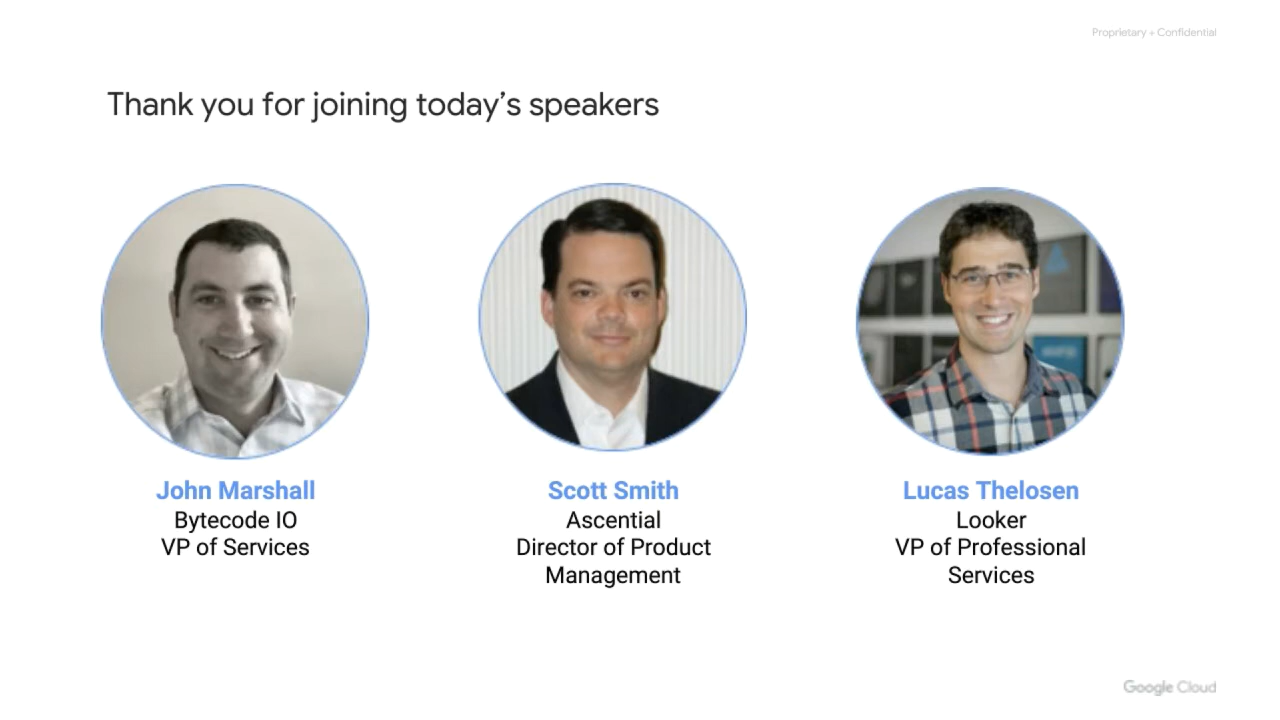 Proprietary + Confidential
Thank you for joining today’s speakers
John Marshall
Bytecode IO
VP of Services
Scott Smith
Ascential
Director of Product
Management
Lucas Thelosen
Looker
VP of Professional
Services
Google Cloud